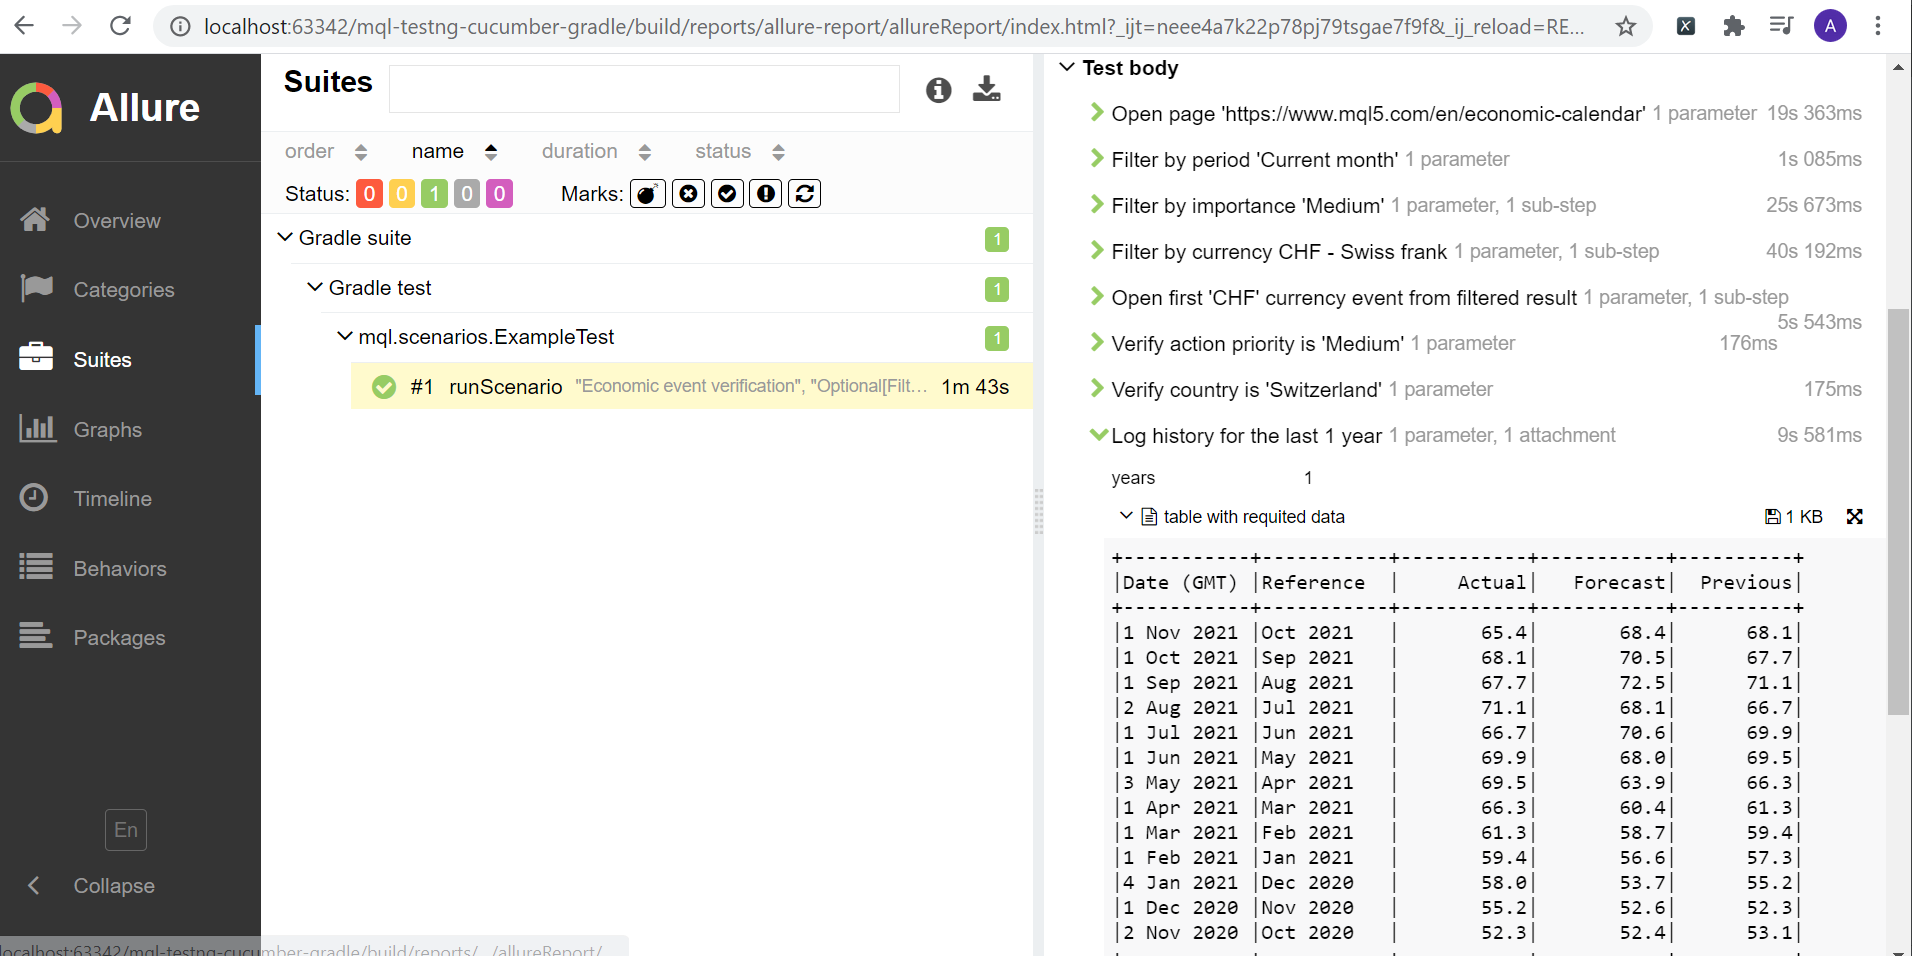 localhost:63342/mql-testng-cucumber-gradle/build/reports/allure-report/allureReport/index.html?_ijt=neee4a7k22p78pj79tsgae7f9f&_ij_reload=RE...
A
Allure
Overview
Categories
Suites
Graphs
Timeline
Behaviors
Packages
En
Collapse
Suites
order name duration status
Status: 0 0 1 0 0 Marks:
Gradle suite 1
Gradle test 1
mql.scenarios.ExampleTest 1
#1 runScenario "Economic event verification", "Optional[Filt... 1m 43s
Test body
Open page 'https://www.mql5.com/en/economic-calendar' 1 parameter 19s 363ms
Filter by period 'Current month' 1 parameter 1s 085ms
Filter by importance 'Medium' 1 parameter, 1 sub-step 25s 673ms
Filter by currency CHF - Swiss frank 1 parameter, 1 sub-step 40s 192ms
Open first 'CHF' currency event from filtered result 1 parameter, 1 sub-step
5s 543ms
Verify action priority is 'Medium' 1 parameter 176ms
Verify country is 'Switzerland' 1 parameter 175ms
Log history for the last 1 year 1 parameter, 1 attachment 9s 581ms
years 1
table with requited data 1 KB
+-----------+-----------+-----------+-----------+----------+
|Date (GMT) |Reference  |     Actual|   Forecast|  Previous|
+-----------+-----------+-----------+-----------+----------+
|1 Nov 2021 |Oct 2021   |       65.4|       68.4|      68.1|
|1 Oct 2021 |Sep 2021   |       68.1|       70.5|      67.7|
|1 Sep 2021 |Aug 2021   |       67.7|       72.5|      71.1|
|2 Aug 2021 |Jul 2021   |       71.1|       68.1|      66.7|
|1 Jul 2021 |Jun 2021   |       66.7|       70.6|      69.9|
|1 Jun 2021 |May 2021   |       69.9|       68.0|      69.5|
|3 May 2021 |Apr 2021   |       69.5|       63.9|      66.3|
|1 Apr 2021 |Mar 2021   |       66.3|       60.4|      61.3|
|1 Mar 2021 |Feb 2021   |       61.3|       58.7|      59.4|
|1 Feb 2021 |Jan 2021   |       59.4|       56.6|      57.3|
|4 Jan 2021 |Dec 2020   |       58.0|       53.7|      55.2|
|1 Dec 2020 |Nov 2020   |       55.2|       52.6|      52.3|
|2 Nov 2020 |Oct 2020   |       52.3|       52.4|      53.1|
localhost:63342/mql-testng-cucumber-gradle/build/reports/.../allureReport/